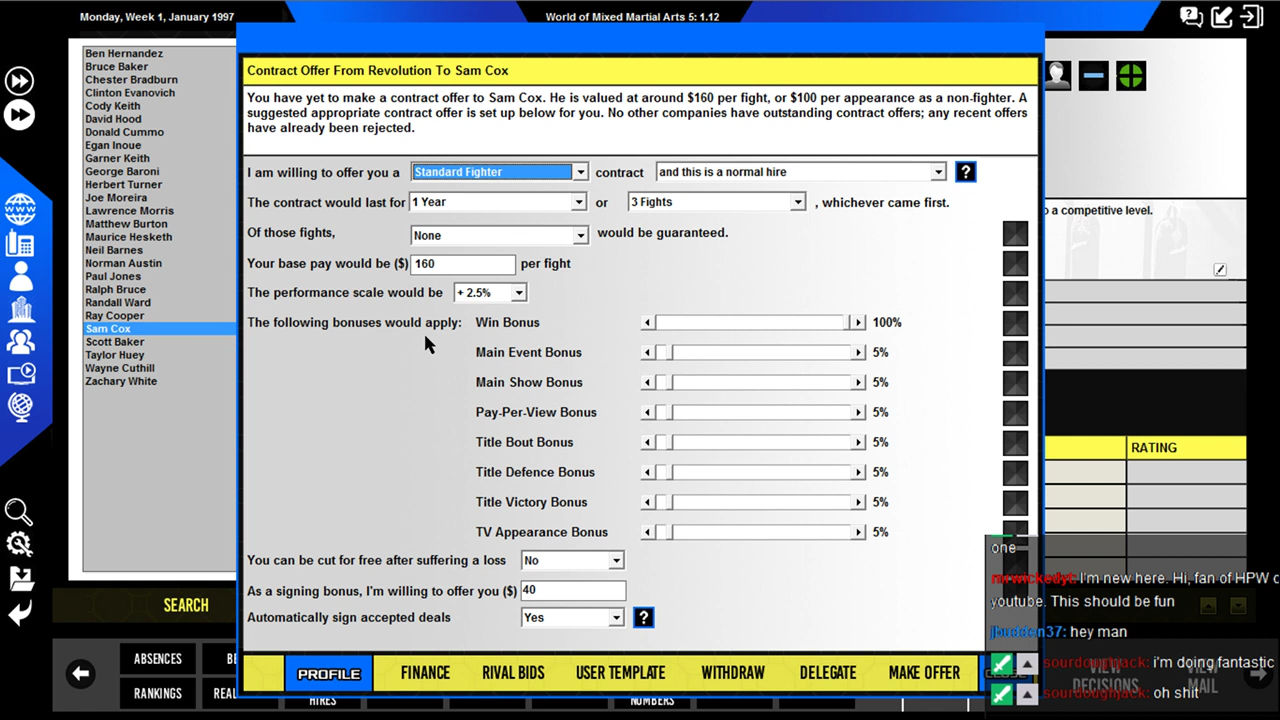 Monday, Week 1, January 1997
World of Mixed Martial Arts 5: 1.12
Ben Hernandez
Bruce Baker
Chester Bradburn
Clinton Evanovich
Cody Keith
David Hood
Donald Cummo
Egan Inoue
Garner Keith
George Baroni
Herbert Turner
Joe Moreira
Lawrence Morris
Matthew Burton
Maurice Hesketh
Neil Barnes
Norman Austin
Paul Jones
Ralph Bruce
Randall Ward
Ray Cooper
Sam Cox
Scott Baker
Taylor Huey
Wayne Cuthill
Zachary White
Contract Offer From Revolution To Sam Cox
You have yet to make a contract offer to Sam Cox. He is valued at around $160 per fight, or $100 per appearance as a non-fighter. A
suggested appropriate contract offer is set up below for you. No other companies have outstanding contract offers; any recent offers
have already been rejected.
I am willing to offer you a Standard Fighter contract and this is a normal hire ?
The contract would last for 1 Year or 3 Fights , whichever came first.
Of those fights, None would be guaranteed.
Your base pay would be ($) 160 per fight
The performance scale would be + 2.5%
The following bonuses would apply: Win Bonus 100%
Main Event Bonus 5%
Main Show Bonus 5%
Pay-Per-View Bonus 5%
Title Bout Bonus 5%
Title Defence Bonus 5%
Title Victory Bonus 5%
TV Appearance Bonus 5%
You can be cut for free after suffering a loss No
As a signing bonus, I'm willing to offer you ($) 40
Automatically sign accepted deals Yes ?
PROFILE FINANCE RIVAL BIDS USER TEMPLATE WITHDRAW DELEGATE MAKE OFFER
o a competitive level.
RATING
one
mrwickedyt: I'm new here. Hi, fan of HPW o
youtube. This should be fun
jbudden37: hey man
sourdoughjack: i'm doing fantastic
sourdoughjack: oh shit
VIEW
DECISIONS
VIEW
MAIL
SEARCH
ABSENCES
BE
RANKINGS
REAL
HIRES
NUMBERS
WWW